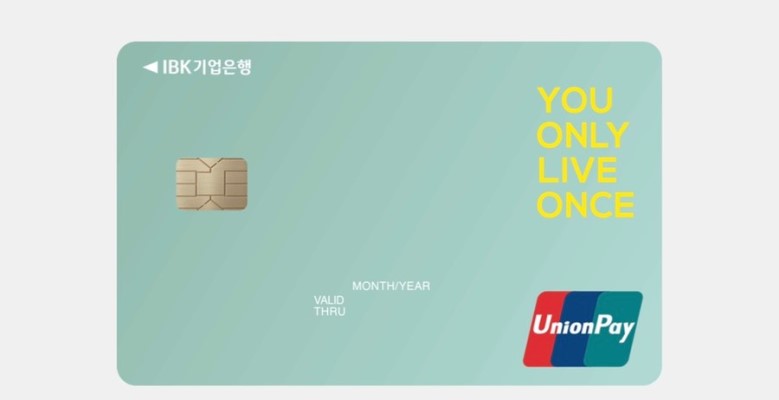 IBK기업은행
YOU
ONLY
LIVE
ONCE
MONTH/YEAR
VALID
THRU
UnionPay